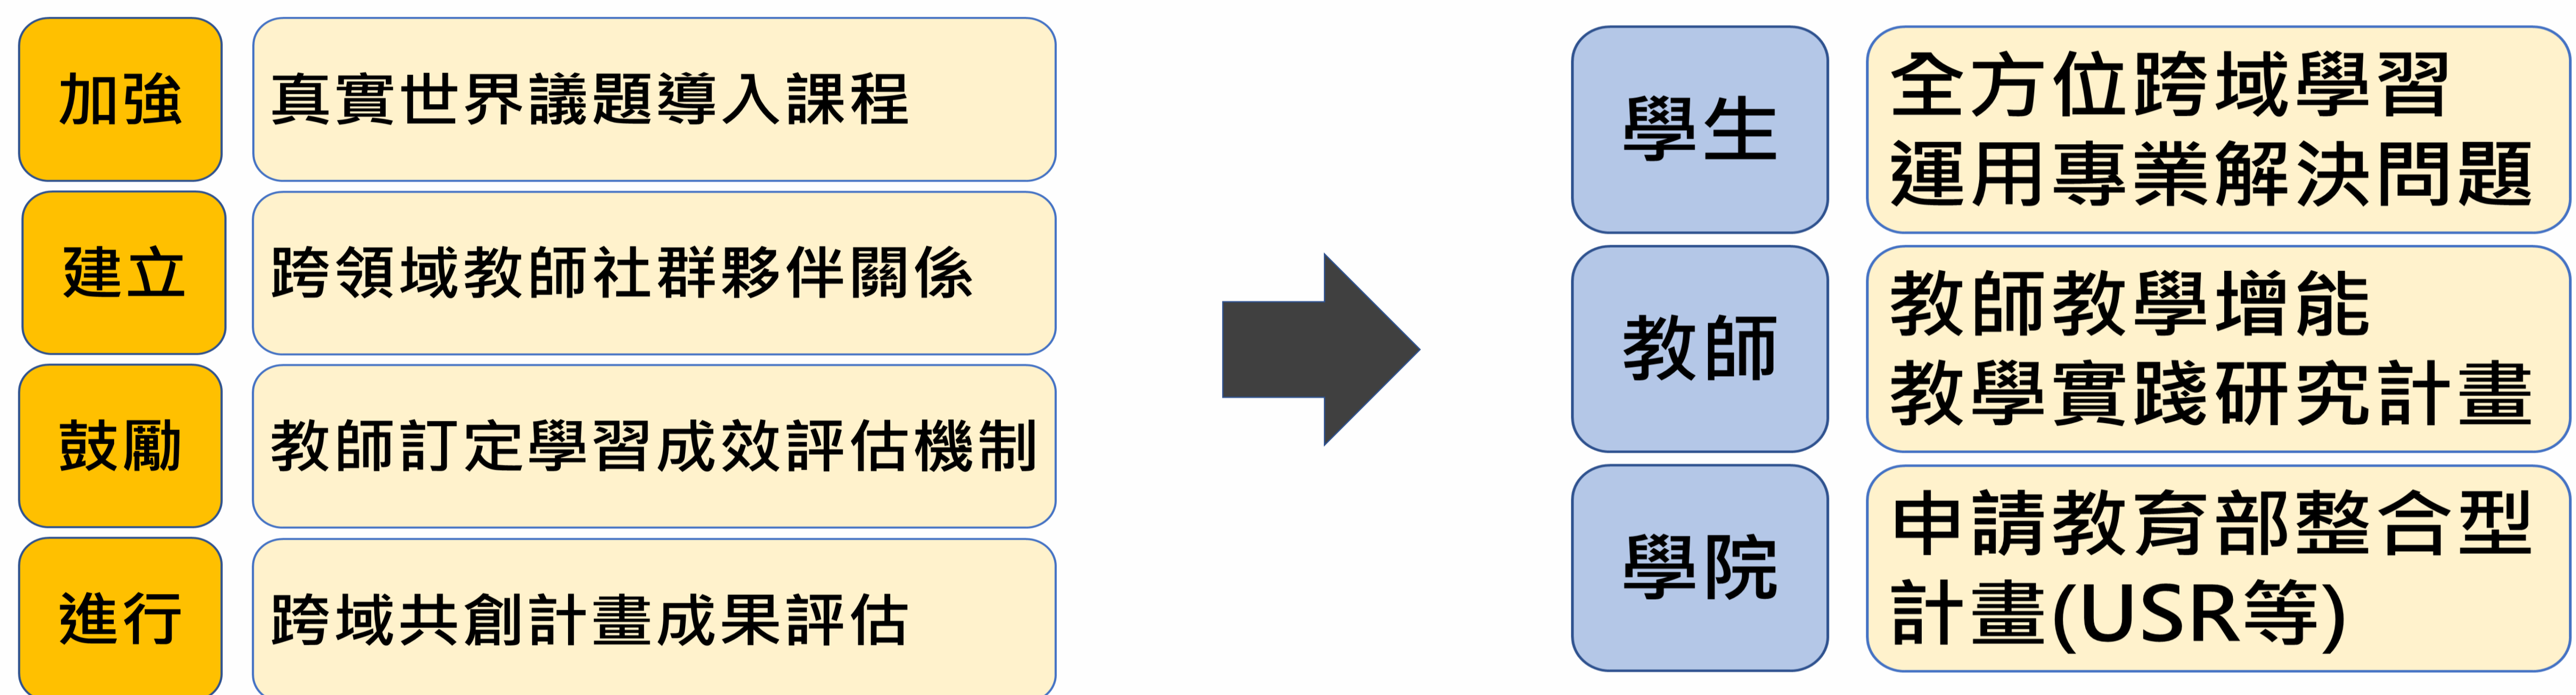 加強
真實世界議題導入課程
建立
跨領域教師社群夥伴關係
鼓勵
教師訂定學習成效評估機制
進行
跨域共創計畫成果評估
學生
全方位跨域學習
運用專業解決問題
教師
教師教學增能
教學實踐研究計畫
學院
申請教育部整合型
計畫(USR等)